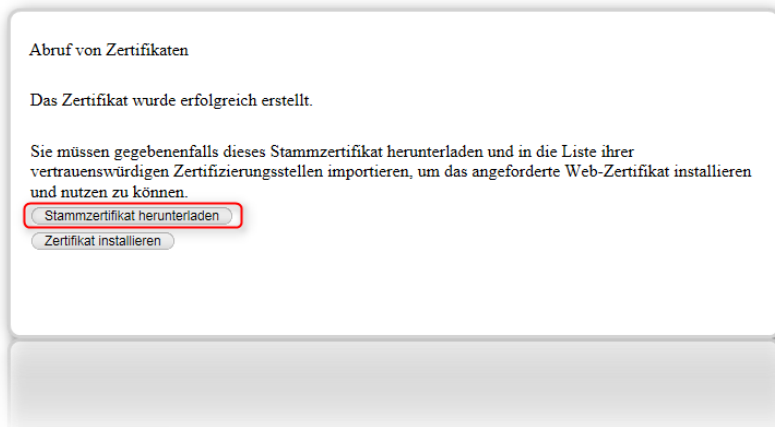 Abruf von Zertifikaten
Das Zertifikat wurde erfolgreich erstellt.
Sie müssen gegebenenfalls dieses Stammzertifikat herunterladen und in die Liste ihrer
vertrauenswürdigen Zertifizierungsstellen importieren, um das angeforderte Web-Zertifikat installieren
und nutzen zu können.
Stammzertifikat herunterladen
Zertifikat installieren